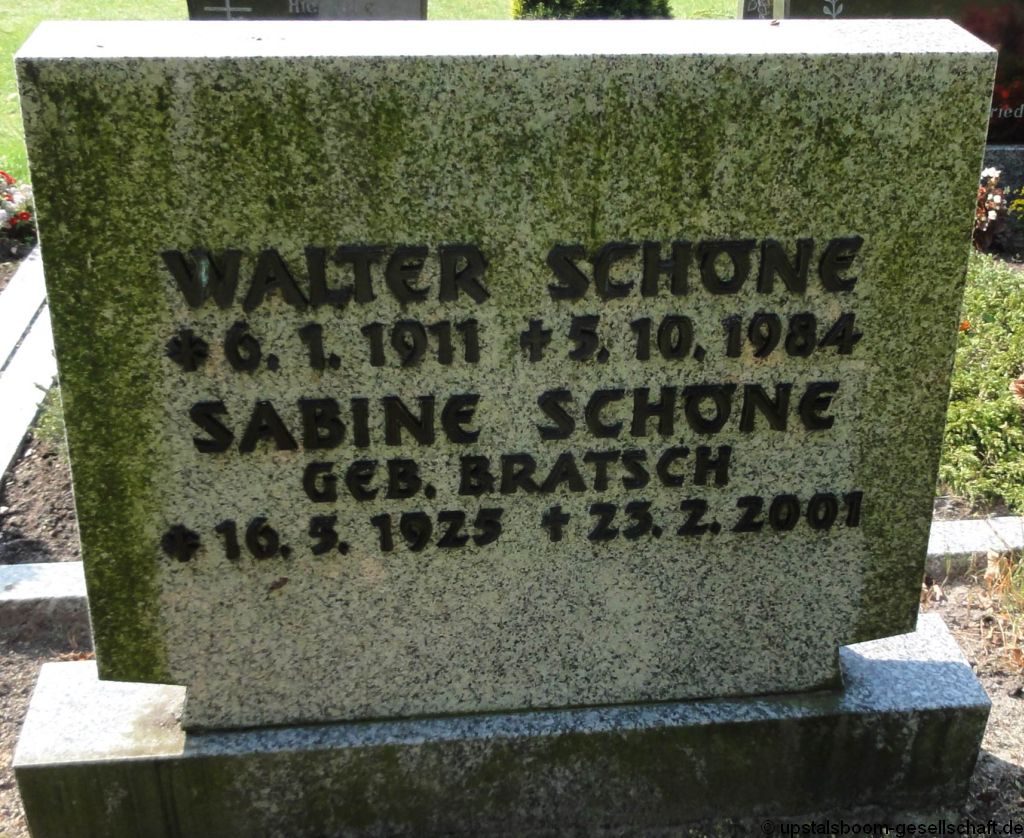 WALTER SCHÖNE
* 6. 1. 1911 † 5. 10. 1984
SABINE SCHÖNE
GEB. BRATSCH
* 16. 5. 1925 † 23. 2. 2001
© upstalsboom-gesellschaft.de